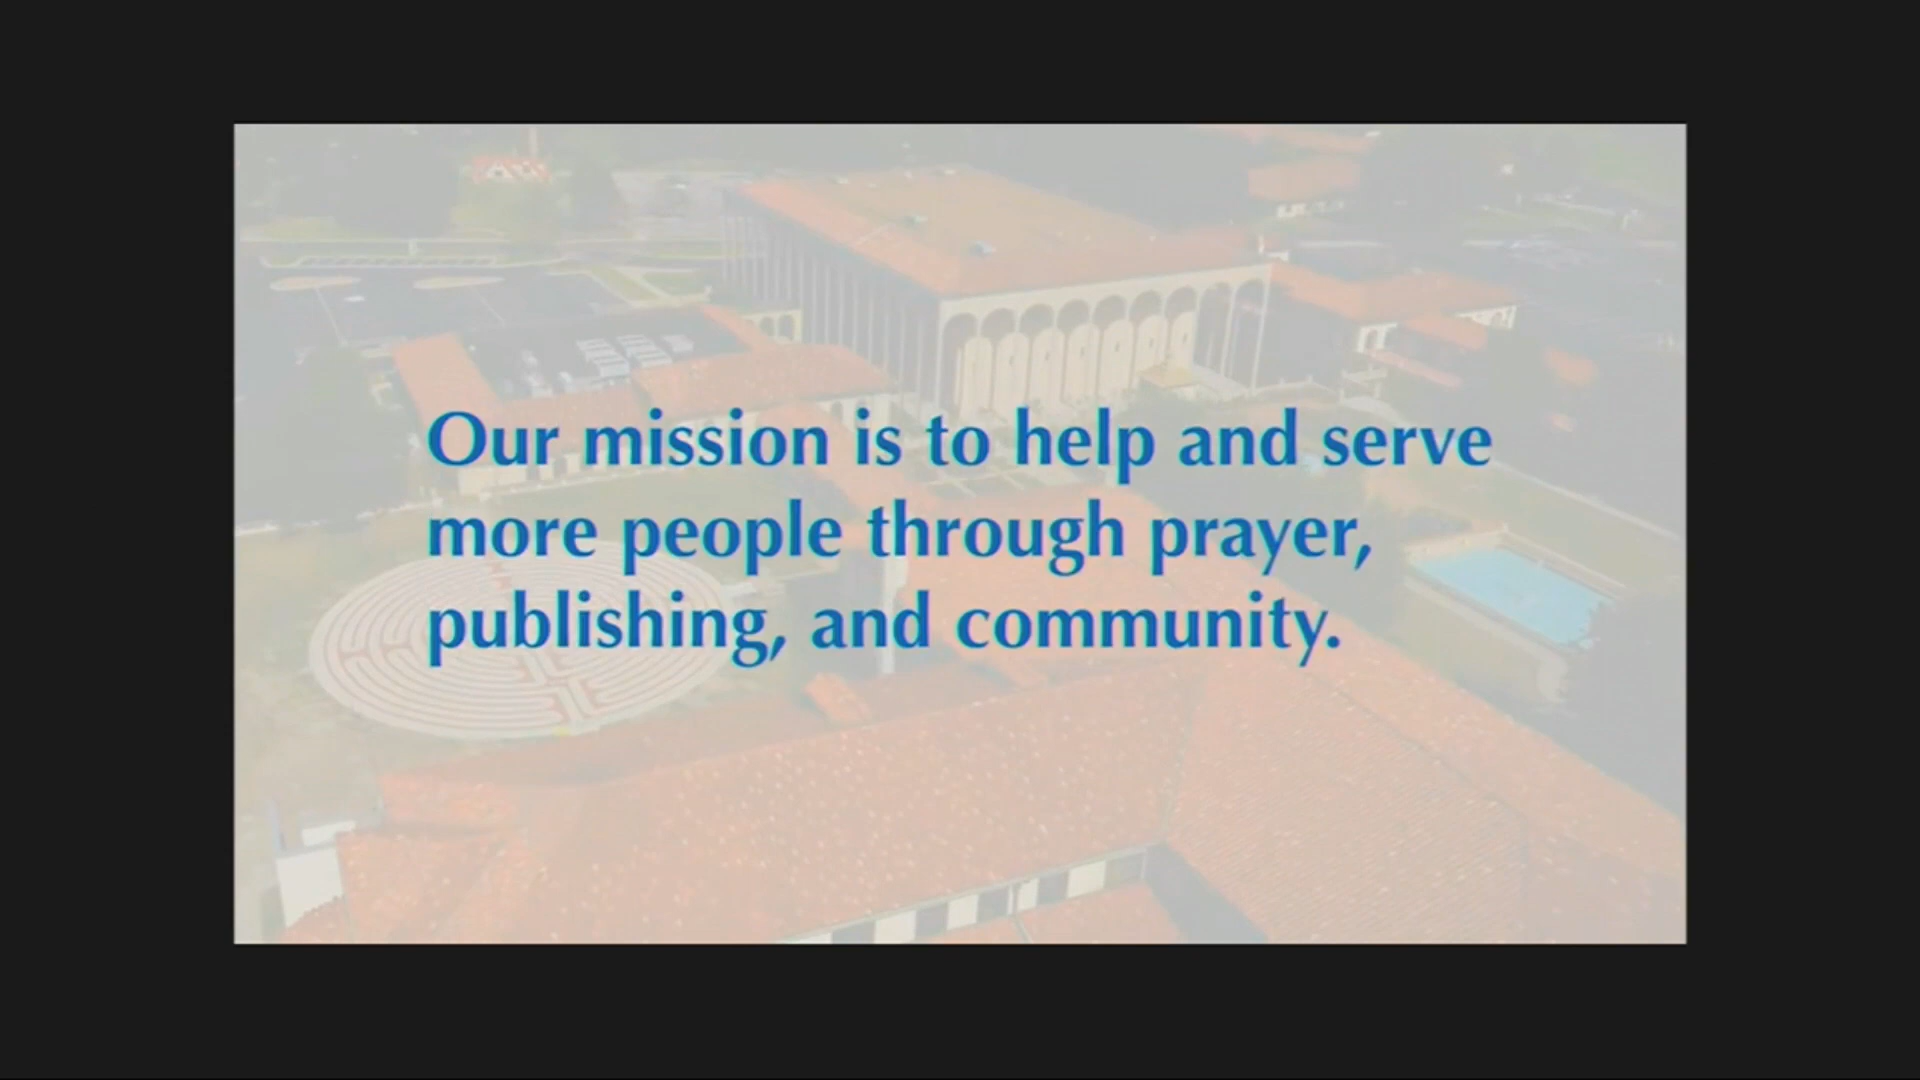 Our mission is to help and serve
more people through prayer,
publishing, and community.